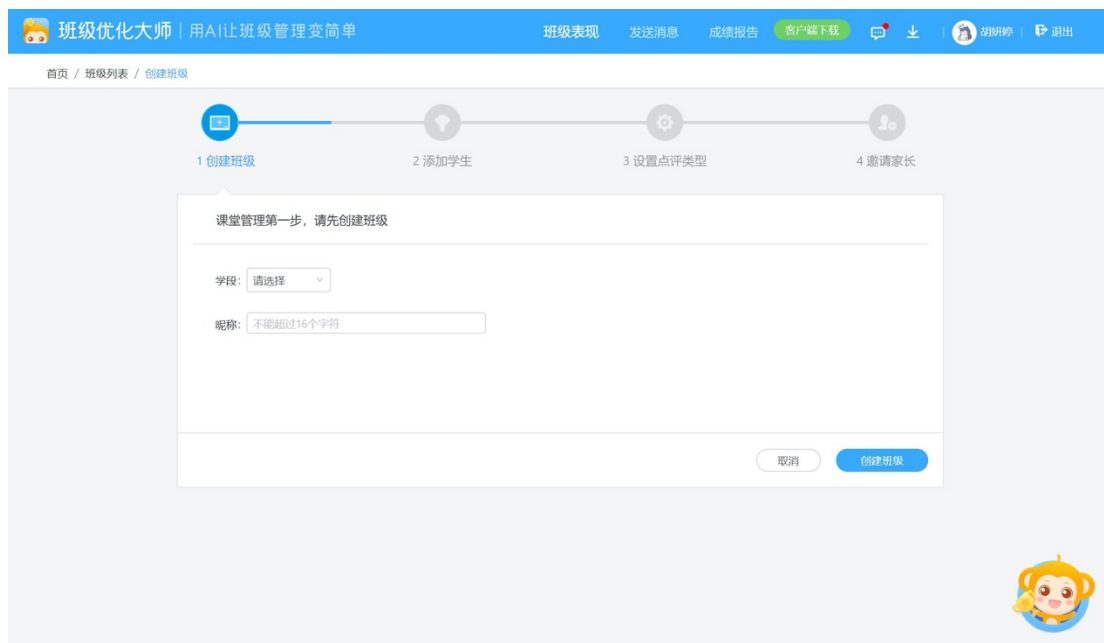 班级优化大师 | 用AI让班级管理变简单 班级表现 发送消息 成绩报告 客户端下载 胡妍婷 退出
首页 / 班级列表 / 创建班级
1 创建班级 2 添加学生 3 设置点评类型 4 邀请家长
课堂管理第一步，请先创建班级
学段： 请选择
昵称： 不能超过16个字符
取消 创建班级